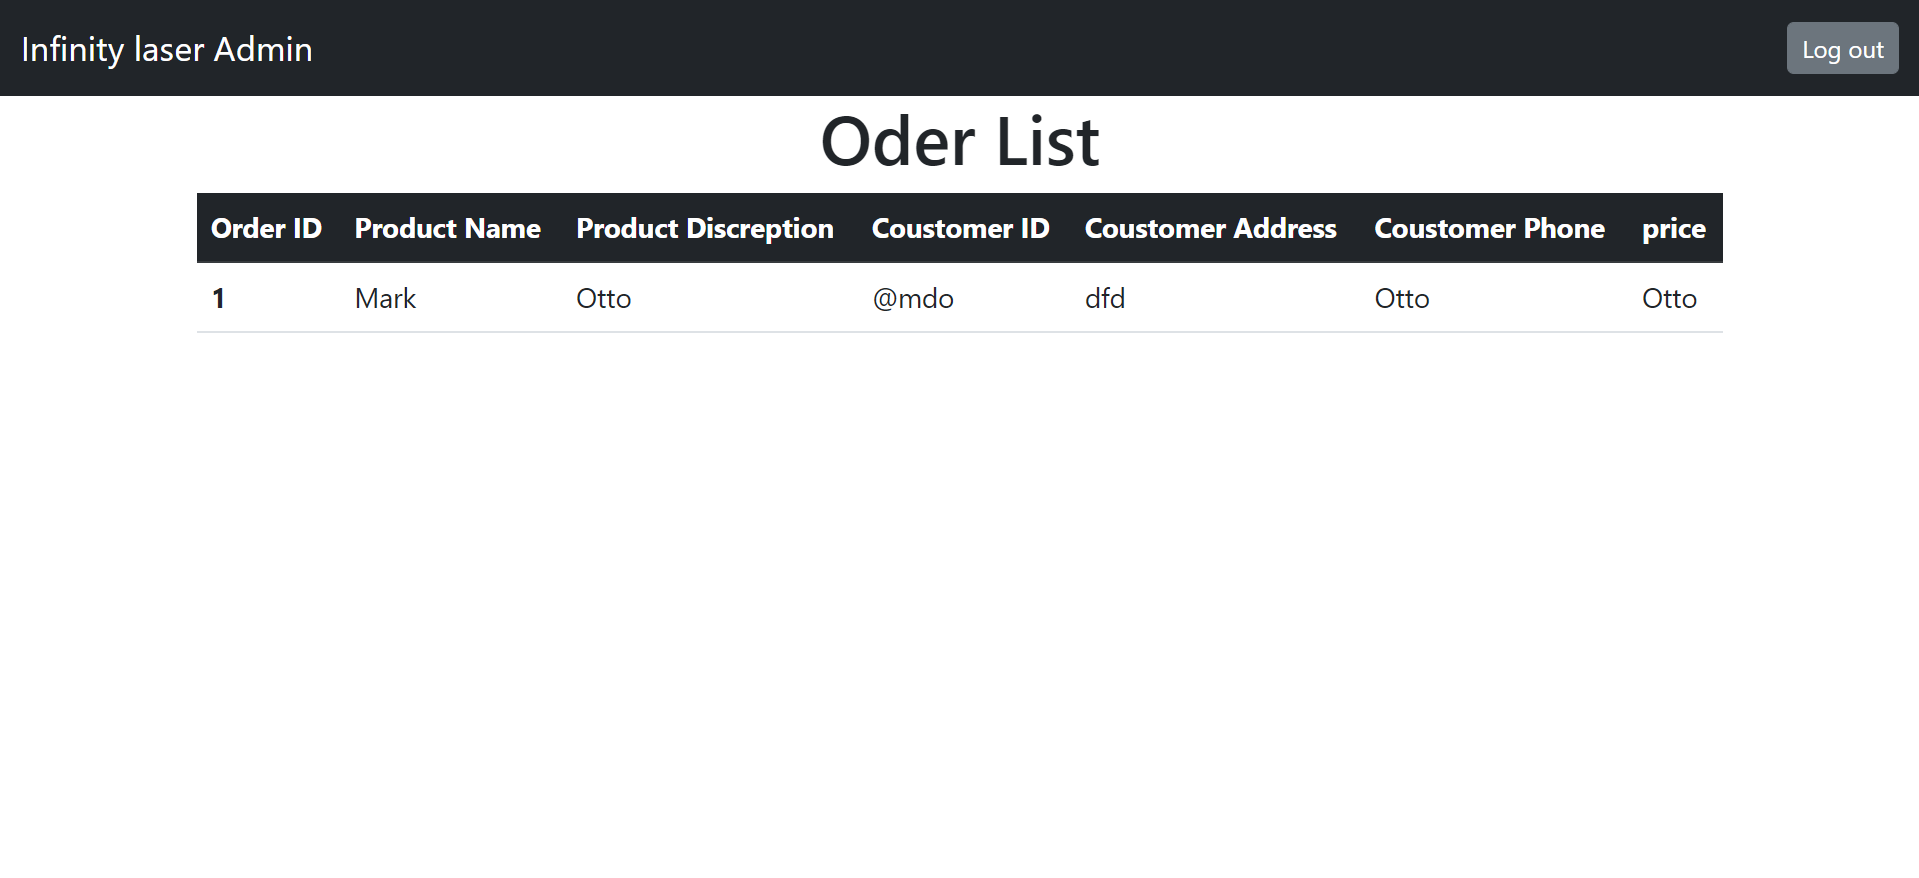 Infinity laser Admin
Log out
Oder List
Order ID Product Name Product Discreption Coustomer ID Coustomer Address Coustomer Phone price
1 Mark Otto @mdo dfd Otto Otto